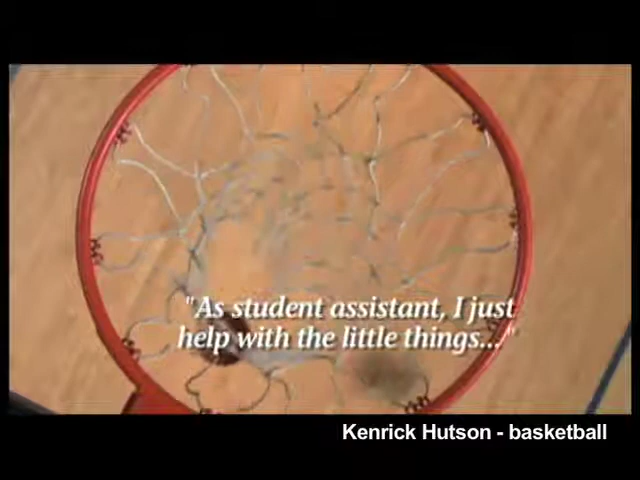 "As student assistant, I just
help with the little things..."
Kenrick Hutson - basketball